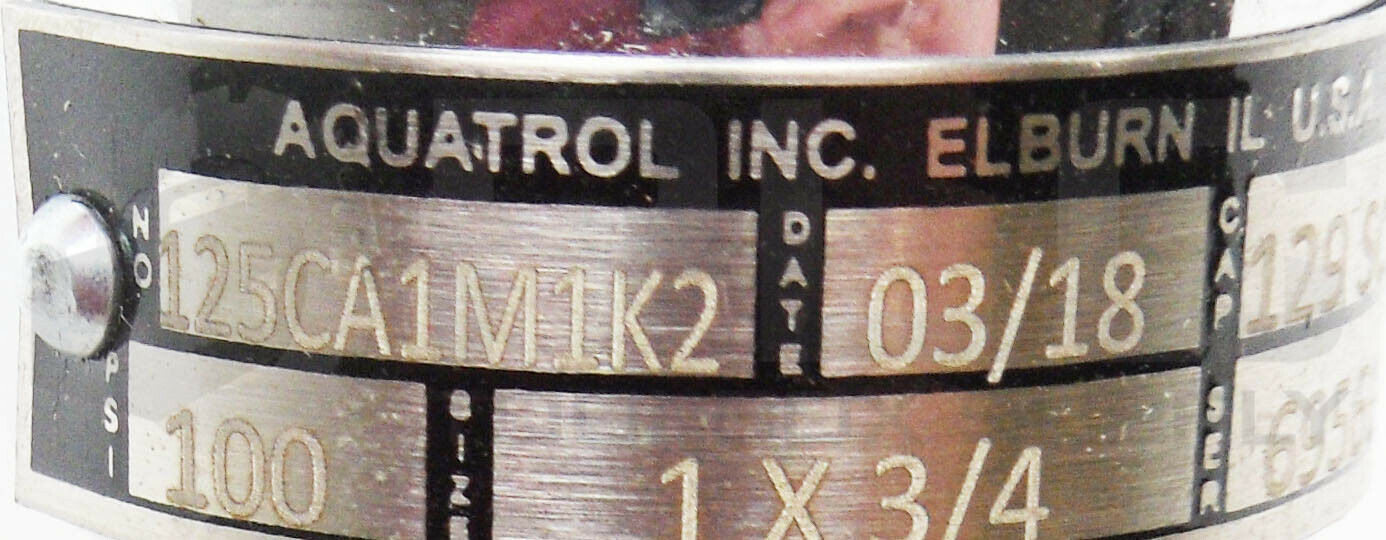 AQUATROL INC. ELBURN IL U.S.A
NO 125CA1M1K2 DATE 03/18 CAP 129
PSI 100 SIZE 1 X 3/4 SER